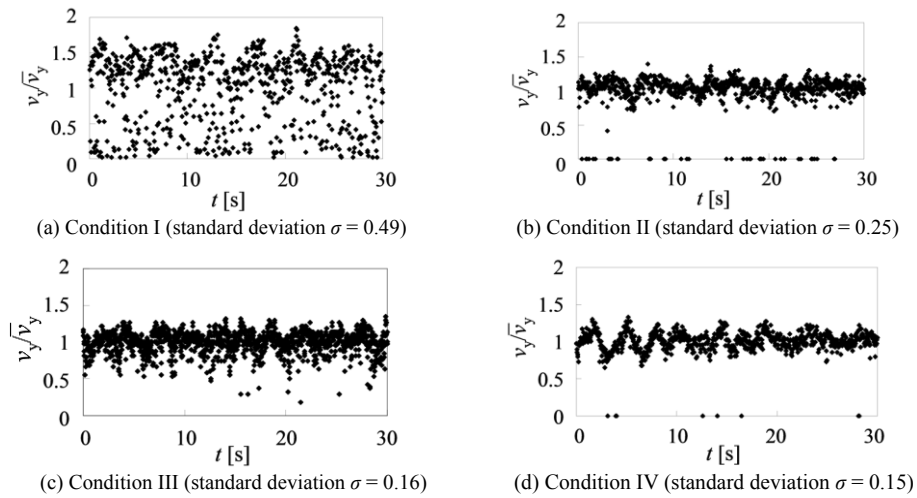 2
1.5
1
0.5
0
v_y/v̅_y
0 10 20 30
t [s]
(a) Condition I (standard deviation σ = 0.49)
2
1.5
1
0.5
0
v_y/v̅_y
0 10 20 30
t [s]
(b) Condition II (standard deviation σ = 0.25)
2
1.5
1
0.5
0
v_y/v̅_y
0 10 20 30
t [s]
(c) Condition III (standard deviation σ = 0.16)
2
1.5
1
0.5
0
v_y/v̅_y
0 10 20 30
t [s]
(d) Condition IV (standard deviation σ = 0.15)